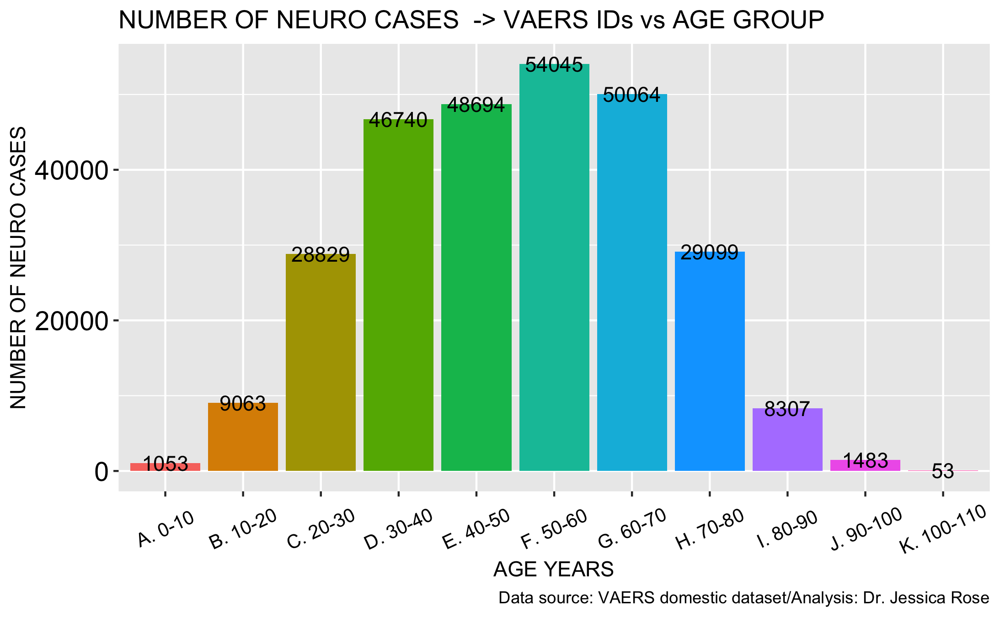 NUMBER OF NEURO CASES  -> VAERS IDs vs AGE GROUP
NUMBER OF NEURO CASES
40000
20000
0
1053
9063
28829
46740
48694
54045
50064
29099
8307
1483
53
A. 0-10
B. 10-20
C. 20-30
D. 30-40
E. 40-50
F. 50-60
G. 60-70
H. 70-80
I. 80-90
J. 90-100
K. 100-110
AGE YEARS
Data source: VAERS domestic dataset/Analysis: Dr. Jessica Rose